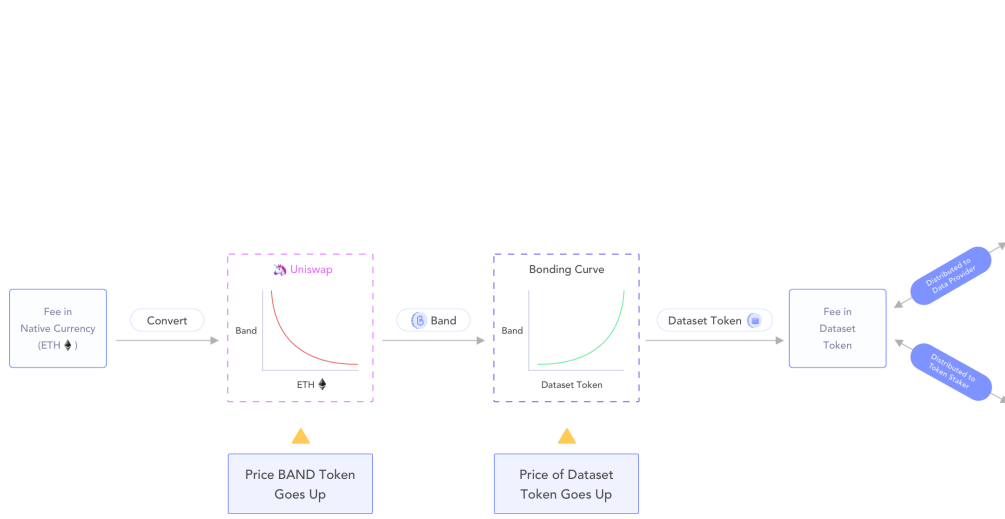 Fee in
Native Currency
(ETH )
Convert
Uniswap
Band
ETH
Price BAND Token
Goes Up
Band
Bonding Curve
Band
Dataset Token
Price of Dataset
Token Goes Up
Dataset Token
Fee in
Dataset
Token
Distributed to
Data Provider
Distributed to
Token Staker